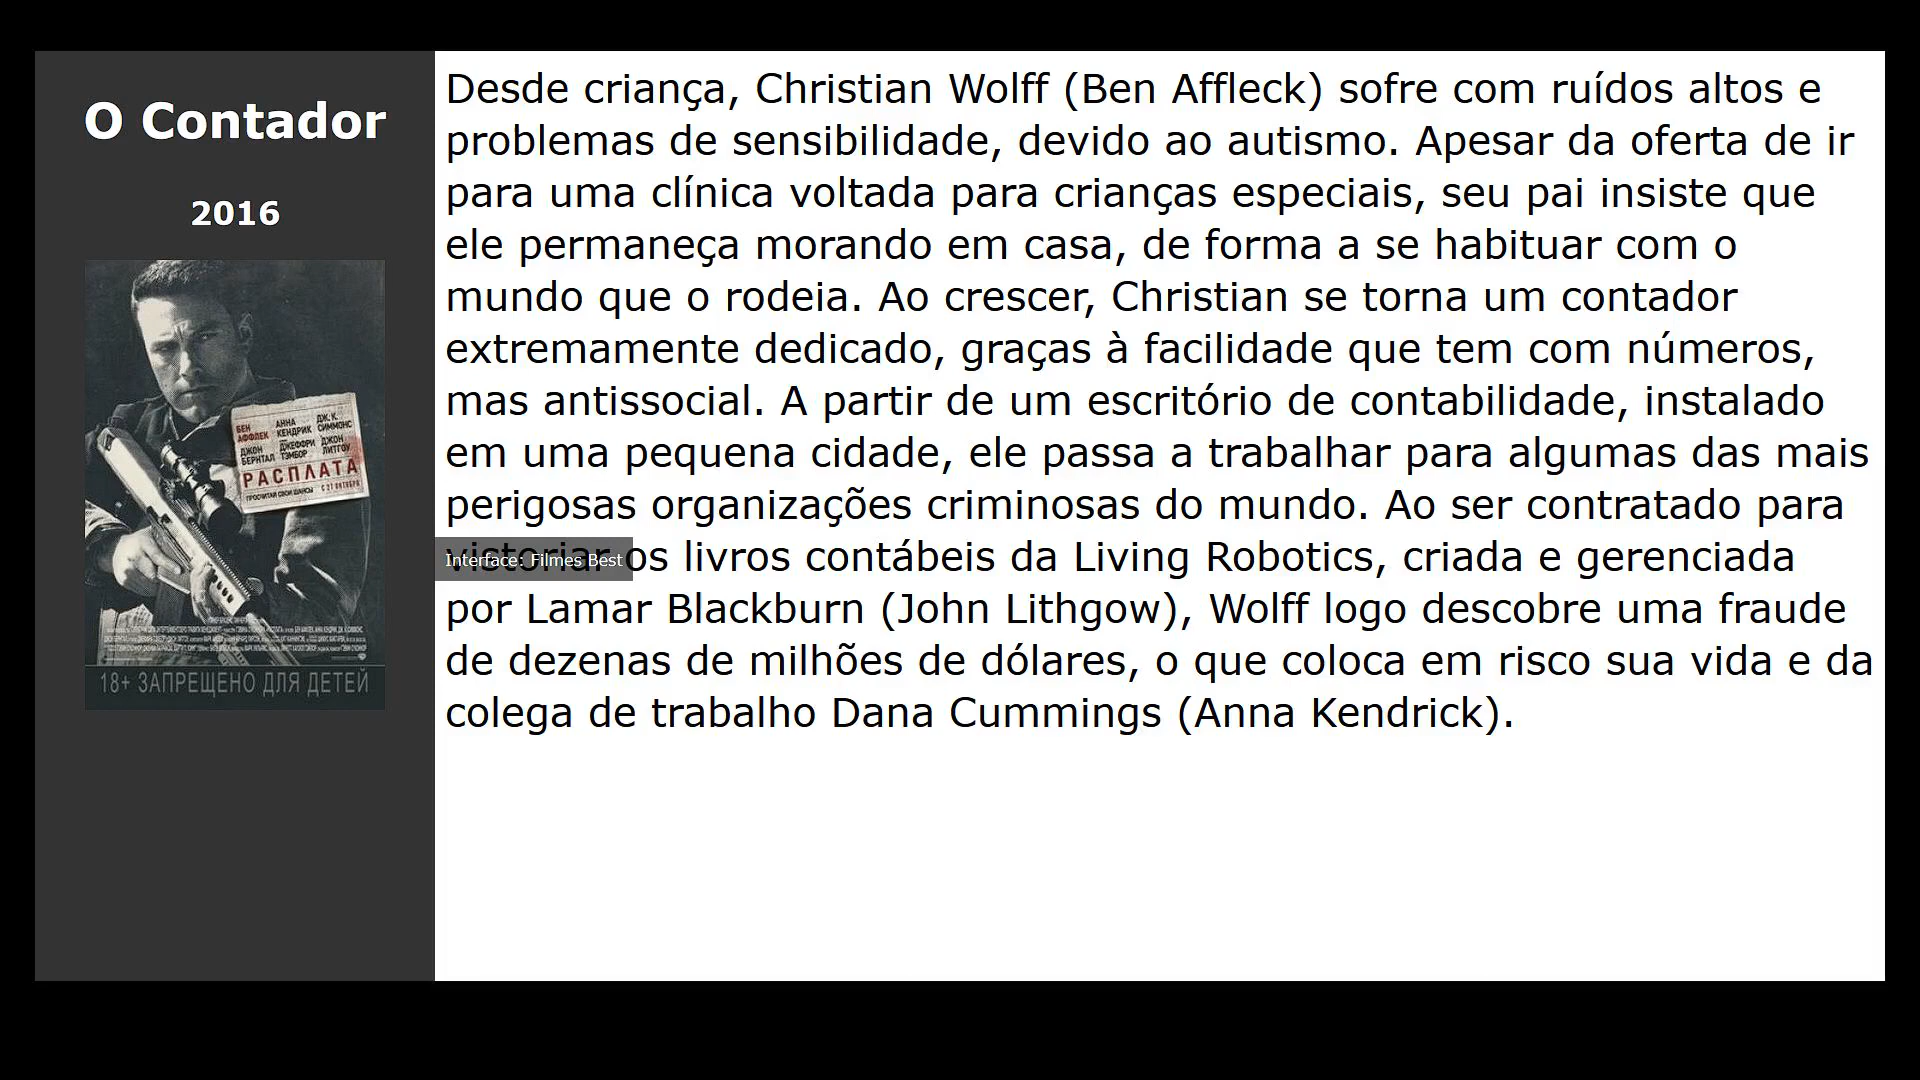 O Contador
2016
БЕН АФФЛЕК
АННА КЕНДРИК
ДЖ. К. СИММОНС
ДЖОН БЕРНТАЛ
ДЖЕФФРИ ТЭМБОР
ДЖОН ЛИТГОУ
РАСПЛАТА
ПРОСЧИТАЙ СВОИ ШАНСЫ
С 27 ОКТЯБРЯ
18+ ЗАПРЕЩЕНО ДЛЯ ДЕТЕЙ
Desde criança, Christian Wolff (Ben Affleck) sofre com ruídos altos e
problemas de sensibilidade, devido ao autismo. Apesar da oferta de ir
para uma clínica voltada para crianças especiais, seu pai insiste que
ele permaneça morando em casa, de forma a se habituar com o
mundo que o rodeia. Ao crescer, Christian se torna um contador
extremamente dedicado, graças à facilidade que tem com números,
mas antissocial. A partir de um escritório de contabilidade, instalado
em uma pequena cidade, ele passa a trabalhar para algumas das mais
perigosas organizações criminosas do mundo. Ao ser contratado para
vistoriar os livros contábeis da Living Robotics, criada e gerenciada
Interface: Filmes Best
por Lamar Blackburn (John Lithgow), Wolff logo descobre uma fraude
de dezenas de milhões de dólares, o que coloca em risco sua vida e da
colega de trabalho Dana Cummings (Anna Kendrick).